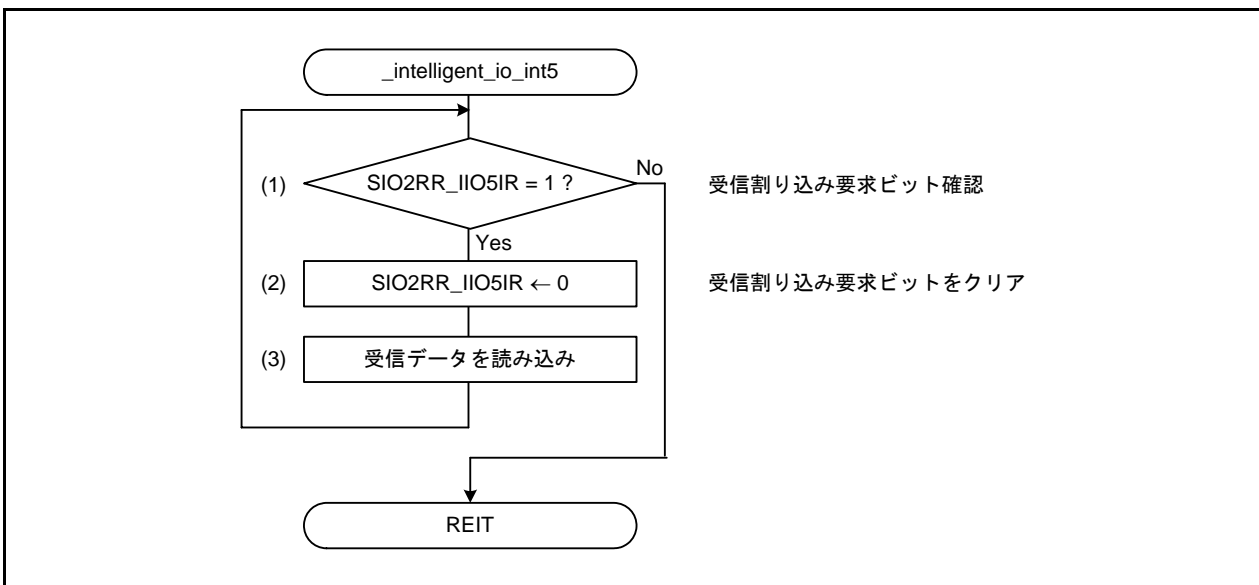 _intelligent_io_int5
(1) SIO2RR_IIO5IR = 1 ? No 受信割り込み要求ビット確認
Yes
(2) SIO2RR_IIO5IR ← 0 受信割り込み要求ビットをクリア
(3) 受信データを読み込み
REIT